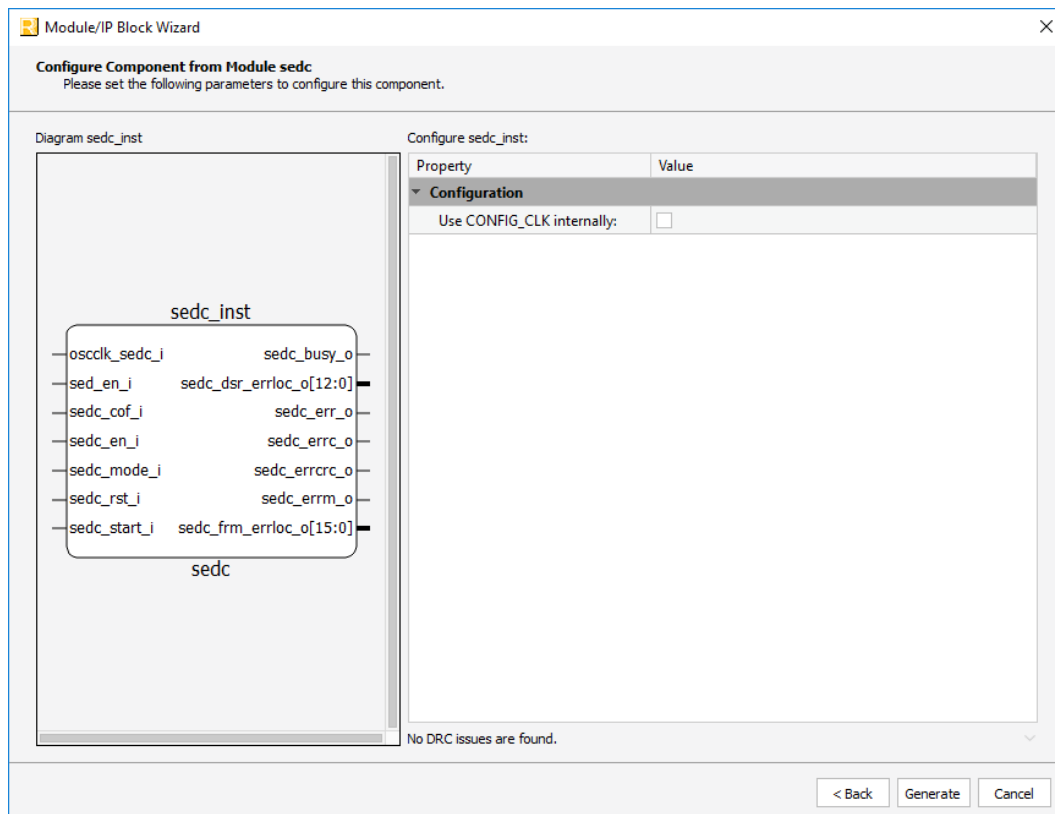 Module/IP Block Wizard
Configure Component from Module sedc
Please set the following parameters to configure this component.
Diagram sedc_inst
sedc_inst
oscclk_sedc_i sedc_busy_o
sed_en_i sedc_dsr_errloc_o[12:0]
sedc_cof_i sedc_err_o
sedc_en_i sedc_errc_o
sedc_mode_i sedc_errcrc_o
sedc_rst_i sedc_errm_o
sedc_start_i sedc_frm_errloc_o[15:0]
sedc
Configure sedc_inst:
Property Value
Configuration
Use CONFIG_CLK internally:
No DRC issues are found.
< Back Generate Cancel